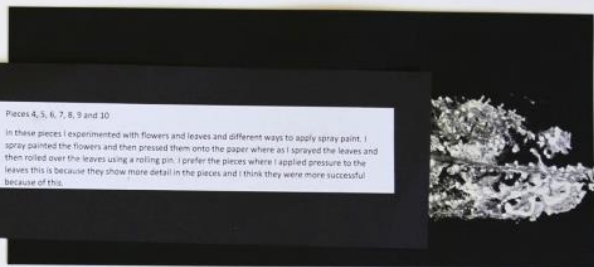 Pieces 4, 5, 6, 7, 8, 9 and 10
In these pieces I experimented with flowers and leaves and different ways to apply spray paint. I
spray painted the flowers and then pressed them onto the paper where as I sprayed the leaves and
then rolled over the leaves using a rolling pin. I prefer the pieces where I applied pressure to the
leaves this is because they show more detail in the pieces and I think they were more successful
because of this.